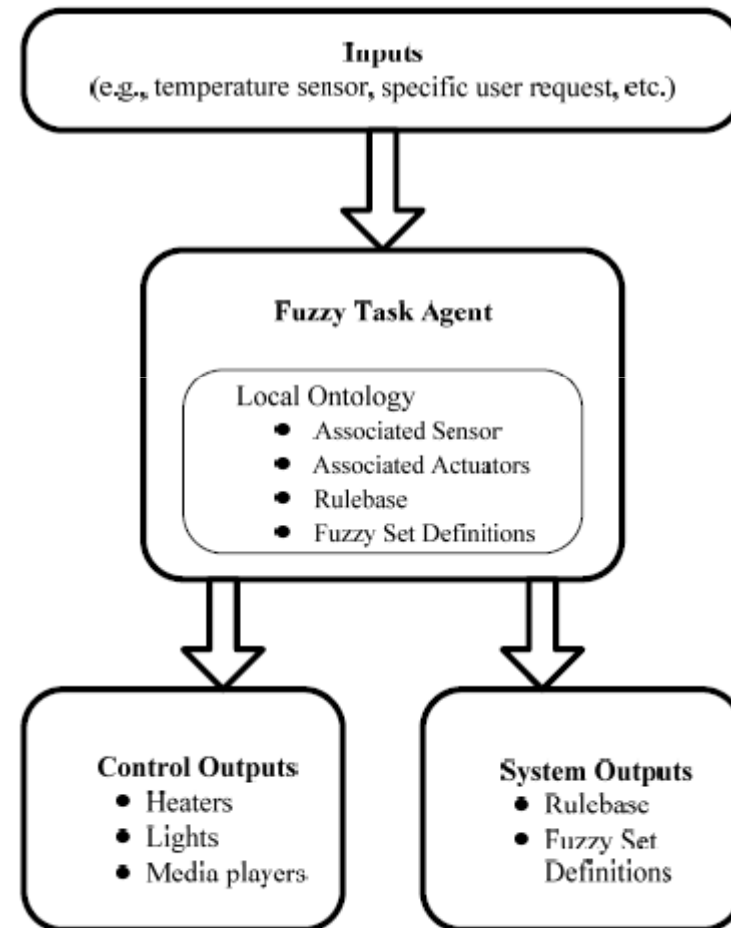 Inputs
(e.g., temperature sensor, specific user request, etc.)
Fuzzy Task Agent
Local Ontology
● Associated Sensor
● Associated Actuators
● Rulebase
● Fuzzy Set Definitions
Control Outputs
● Heaters
● Lights
● Media players
System Outputs
● Rulebase
● Fuzzy Set
Definitions